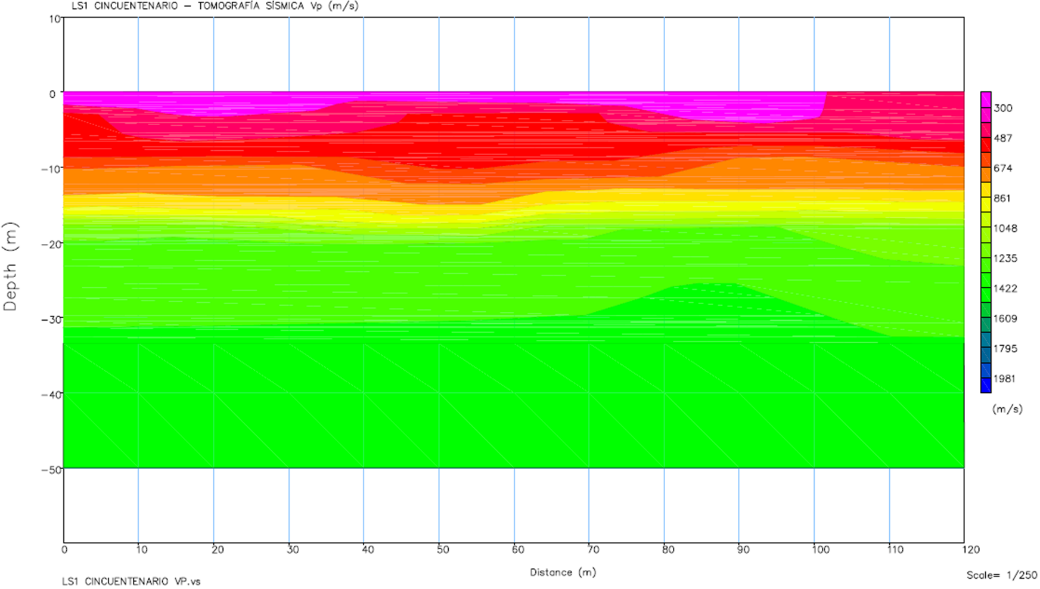 LS1 CINCUENTENARIO – TOMOGRAFÍA SÍSMICA Vp (m/s)
10
0
-10
-20
-30
-40
-50
Depth (m)
0 10 20 30 40 50 60 70 80 90 100 110 120
Distance (m)
300
487
674
861
1048
1235
1422
1609
1795
1981
(m/s)
LS1 CINCUENTENARIO VP.vs
Scale= 1/250